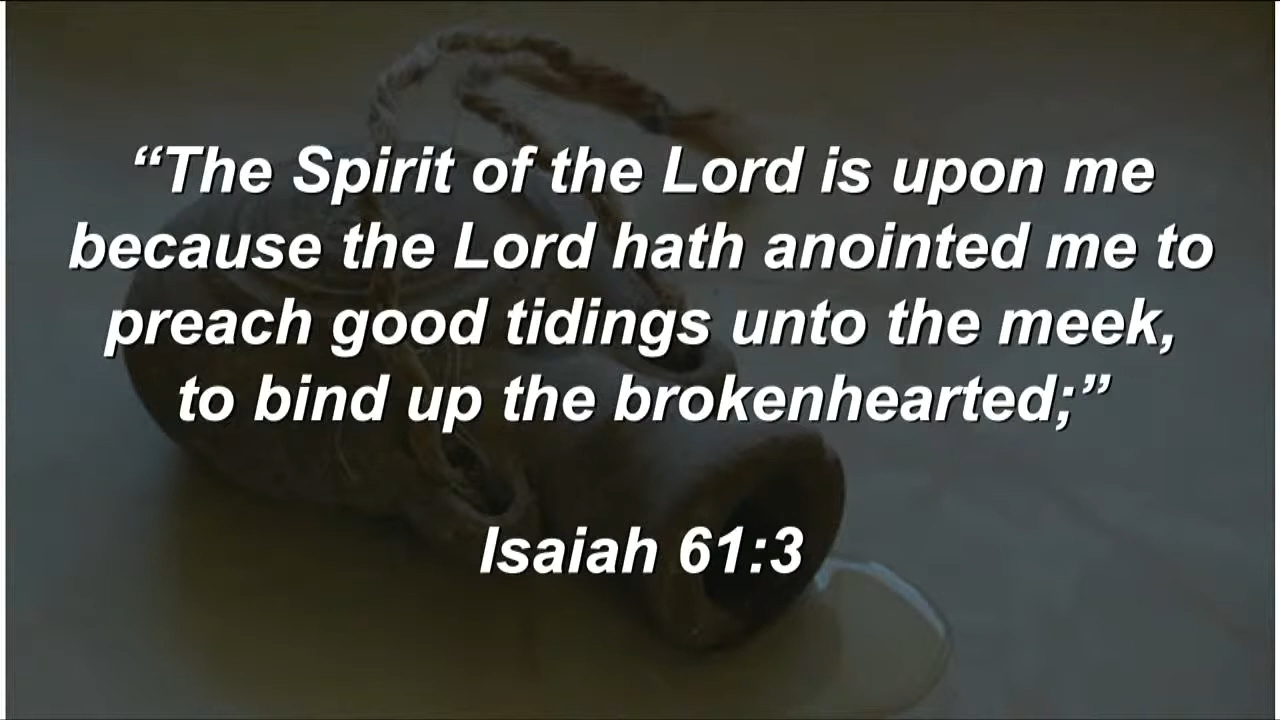 “The Spirit of the Lord is upon me
because the Lord hath anointed me to
preach good tidings unto the meek,
to bind up the brokenhearted;”
Isaiah 61:3